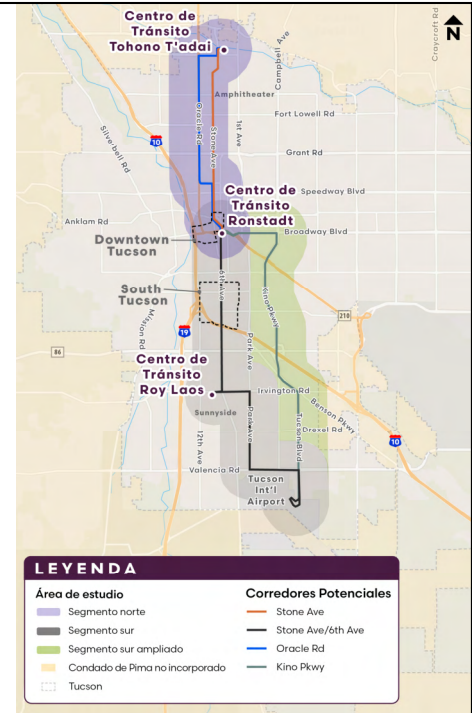 Centro de
Tránsito
Tohono T'adai
Craycroft Rd
N
Campbell Ave
Amphitheater
Oracle Rd
Stone Ave
1st Ave
Fort Lowell Rd
Silverbell Rd
10
Grant Rd
Centro de
Tránsito
Ronstadt
Speedway Blvd
Anklam Rd
Broadway Blvd
Downtown
Tucson
6th Ave
Kino Pkwy
South
Tucson
Mission Rd
210
19
86
Park Ave
Centro de
Tránsito
Roy Laos
Irvington Rd
Benson Pkwy
Sunnyside
Park Ave
Tucson Blvd
Drexel Rd
10
12th Ave
Valencia Rd
Tucson
Int'l
Airport
LEYENDA
Área de estudio
Segmento norte
Segmento sur
Segmento sur ampliado
Condado de Pima no incorporado
Tucson
Corredores Potenciales
Stone Ave
Stone Ave/6th Ave
Oracle Rd
Kino Pkwy